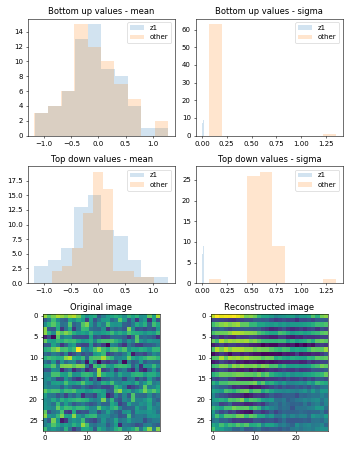 Bottom up values - mean
z1
other
14
12
10
8
6
4
2
0
−1.0 −0.5 0.0 0.5 1.0
Bottom up values - sigma
z1
other
60
50
40
30
20
10
0
0.00 0.25 0.50 0.75 1.00 1.25
Top down values - mean
z1
other
17.5
15.0
12.5
10.0
7.5
5.0
2.5
0.0
−1.0 −0.5 0.0 0.5 1.0
Top down values - sigma
z1
other
25
20
15
10
5
0
0.00 0.25 0.50 0.75 1.00 1.25
Original image
0
5
10
15
20
25
0 10 20
Reconstructed image
0
5
10
15
20
25
0 10 20